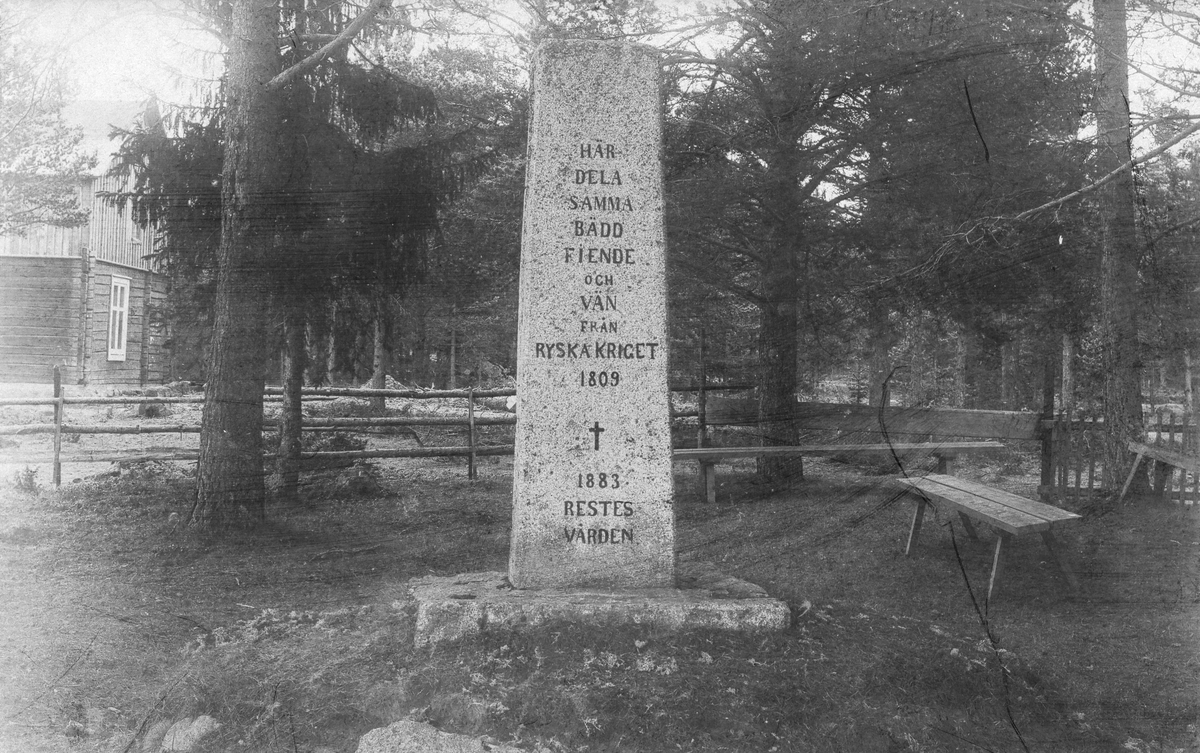 HÄR
DELA
SAMMA
BÄDD
FIENDE
OCH
VÄN
FRÅN
RYSKA KRIGET
1809
✝
1883
RESTES
VÅRDEN